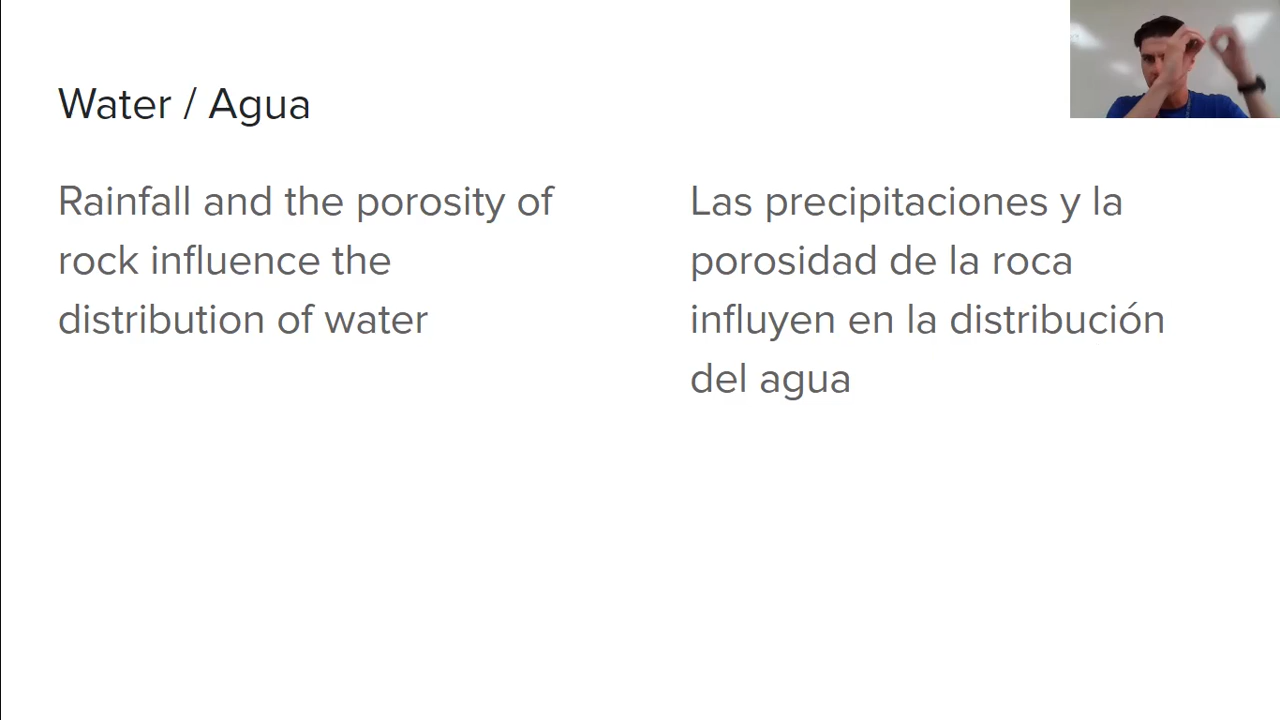 Water / Agua
Rainfall and the porosity of
rock influence the
distribution of water
Las precipitaciones y la
porosidad de la roca
influyen en la distribución
del agua